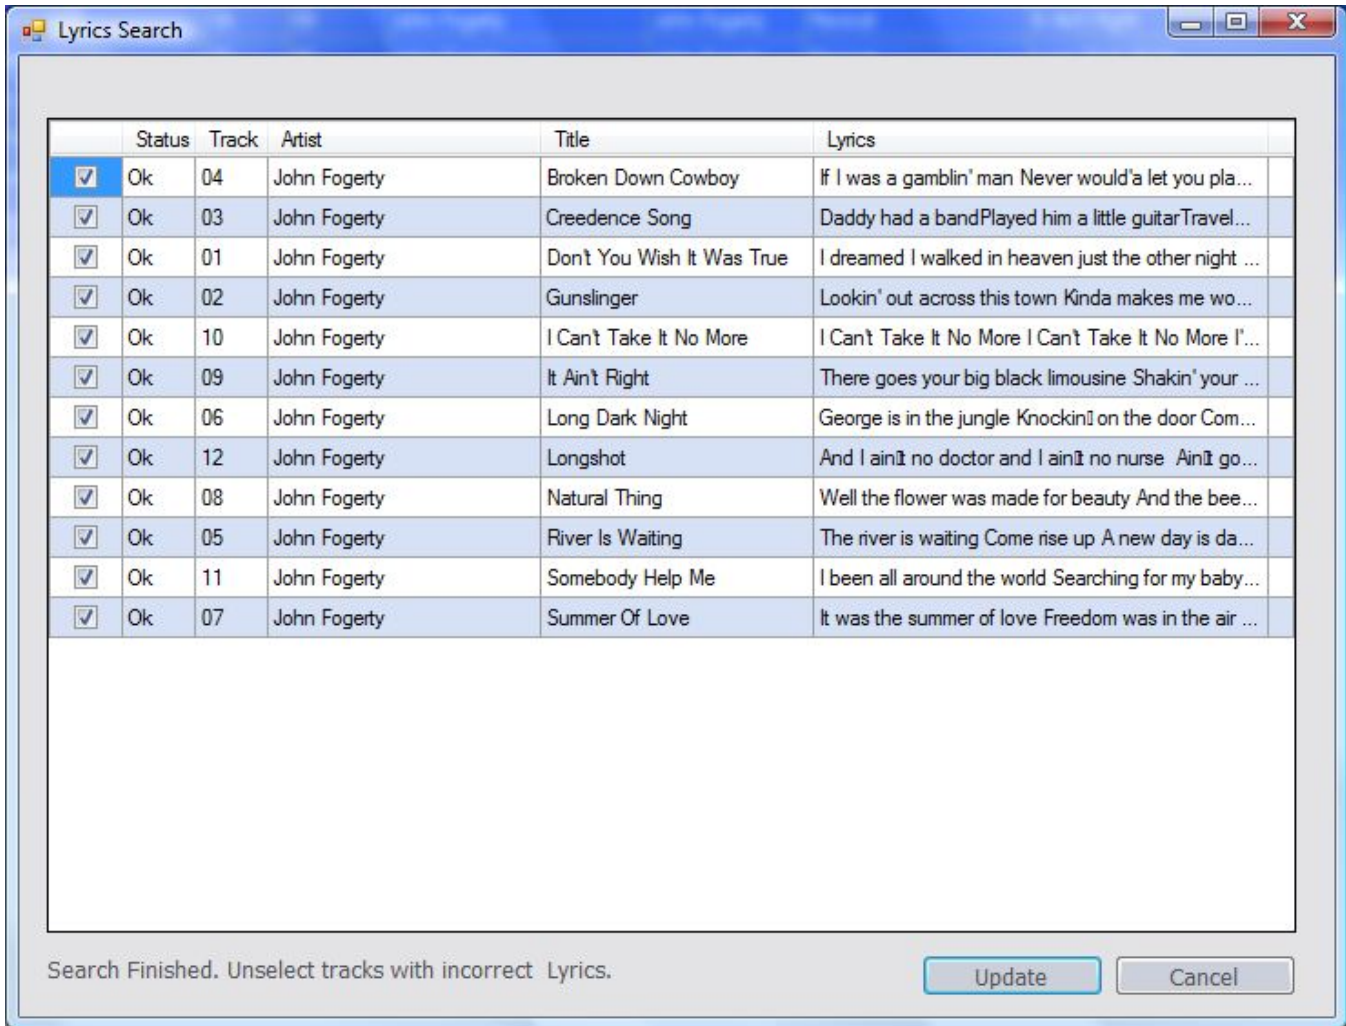 Lyrics Search
Status Track Artist Title Lyrics
Ok 04 John Fogerty Broken Down Cowboy If I was a gamblin' man Never would'a let you pla...
Ok 03 John Fogerty Creedence Song Daddy had a bandPlayed him a little guitarTravel...
Ok 01 John Fogerty Don't You Wish It Was True I dreamed I walked in heaven just the other night ...
Ok 02 John Fogerty Gunslinger Lookin' out across this town Kinda makes me wo...
Ok 10 John Fogerty I Can't Take It No More I Can't Take It No More I Can't Take It No More I'...
Ok 09 John Fogerty It Ain't Right There goes your big black limousine Shakin' your ...
Ok 06 John Fogerty Long Dark Night George is in the jungle Knockin▯ on the door Com...
Ok 12 John Fogerty Longshot And I ain▯t no doctor and I ain▯t no nurse  Ain▯t go...
Ok 08 John Fogerty Natural Thing Well the flower was made for beauty And the bee...
Ok 05 John Fogerty River Is Waiting The river is waiting Come rise up A new day is da...
Ok 11 John Fogerty Somebody Help Me I been all around the world Searching for my baby...
Ok 07 John Fogerty Summer Of Love It was the summer of love Freedom was in the air ...
Search Finished. Unselect tracks with incorrect  Lyrics.
Update Cancel